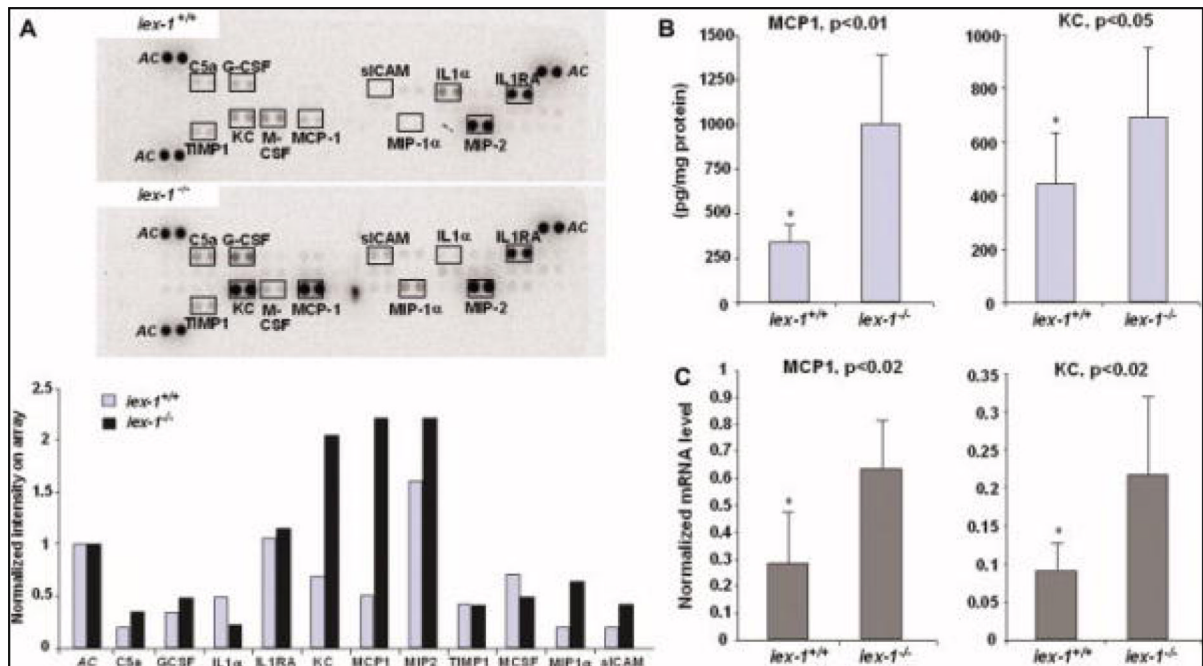 A
iex-1+/+
AC
C5a G-CSF
sICAM
IL1α
IL1RA
AC
KC
M-
CSF
MCP-1
MIP-1α
MIP-2
TIMP1
AC
iex-1-/-
AC
C5a G-CSF
sICAM
IL1α
IL1RA
AC
KC
M-
CSF
MCP-1
MIP-1α
MIP-2
TIMP1
AC
Normalized intensity on array
2.5
2
1.5
1
0.5
0
iex-1+/+
iex-1-/-
AC C5a GCSF IL1α IL1RA KC MCP1 MIP2 TIMP1 MCSF MIP1α sICAM
B
MCP1, p<0.01
(pg/mg protein)
1500
1250
1000
750
500
250
0
*
iex-1+/+ iex-1-/-
KC, p<0.05
1000
800
600
400
200
0
*
iex-1+/+ iex-1-/-
C
MCP1, p<0.02
Normalized mRNA level
1
0.9
0.8
0.7
0.6
0.5
0.4
0.3
0.2
0.1
0
*
iex-1+/+ iex-1-/-
KC, p<0.02
0.35
0.3
0.25
0.2
0.15
0.1
0.05
0
*
iex-1+/+ iex-1-/-